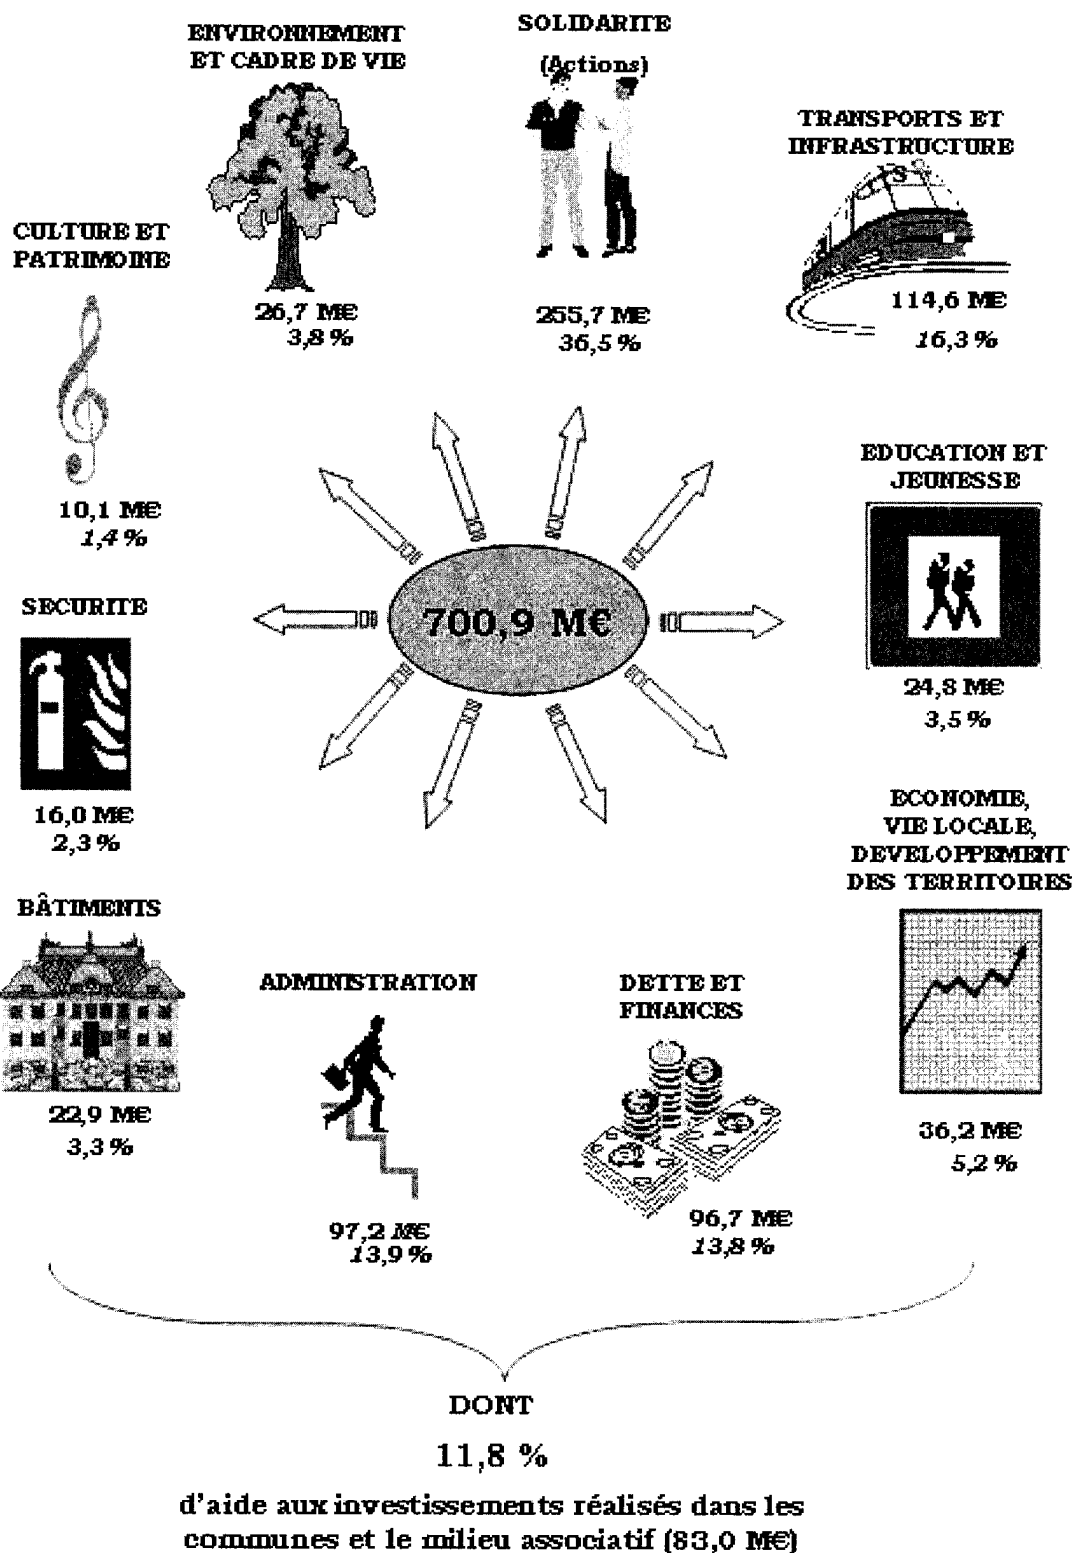 ENVIRONNEMENT
ET CADRE DE VIE
26,7 M€
3,8 %
SOLIDARITE
(Actions)
255,7 M€
36,5 %
TRANSPORTS ET
INFRASTRUCTURE
S
114,6 M€
16,3 %
CULTURE ET
PATRIMOINE
10,1 M€
1,4 %
EDUCATION ET
JEUNESSE
24,8 M€
3,5 %
700,9 M€
SECURITE
16,0 M€
2,3 %
ECONOMIE,
VIE LOCALE,
DEVELOPPEMENT
DES TERRITOIRES
36,2 M€
5,2 %
BÂTIMENTS
22,9 M€
3,3 %
ADMINISTRATION
97,2 M€
13,9 %
DETTE ET
FINANCES
96,7 M€
13,8 %
DONT
11,8 %
d'aide aux investissements réalisés dans les
communes et le milieu associatif (83,0 M€)